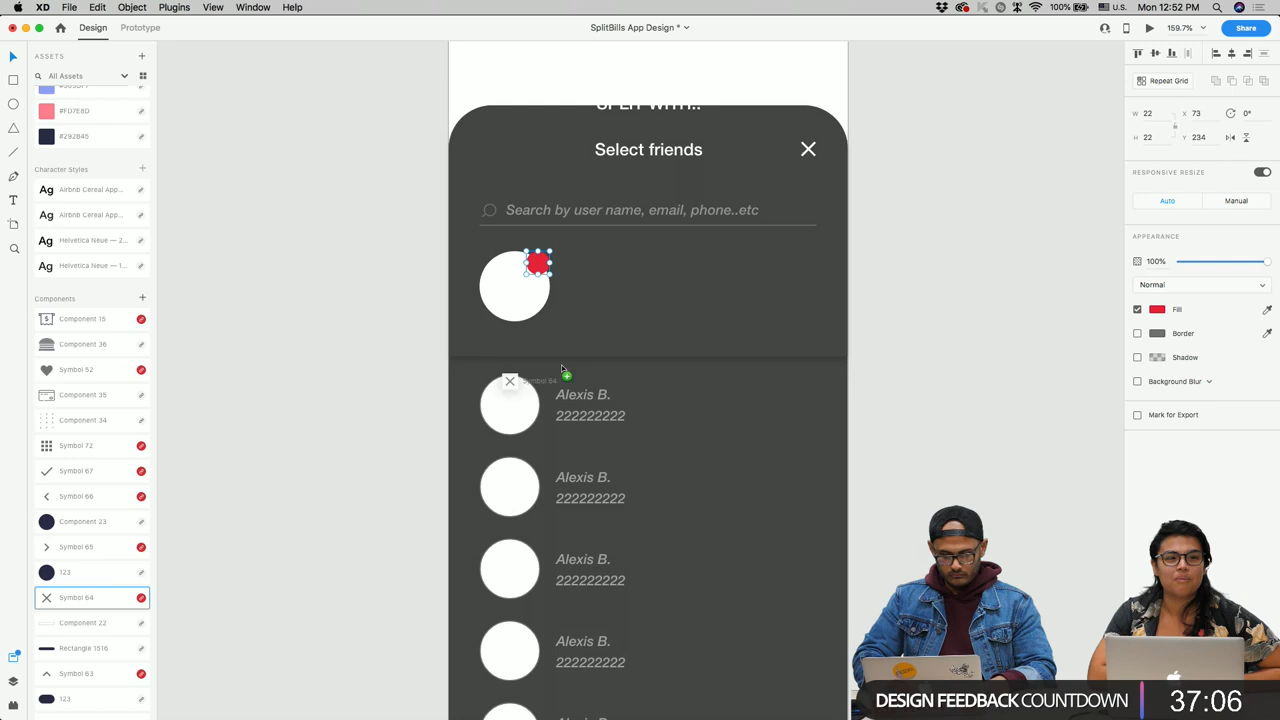 XD File Edit Object Plugins View Window Help
100% U.S. Mon 12:52 PM
Design Prototype
SplitBills App Design *
159.7%
Share
ASSETS
All Assets
#FD7E8D
#292B45
Character Styles
Ag Airbnb Cereal App...
Ag Airbnb Cereal App...
Ag Helvetica Neue — 2...
Ag Helvetica Neue — 1...
Components
Component 15
Component 36
Symbol 52
Component 35
Component 34
Symbol 72
Symbol 67
Symbol 66
Component 23
Symbol 65
123
Symbol 64
Component 22
Rectangle 1516
Symbol 63
123
SPLIT WITH..
Select friends
Search by user name, email, phone..etc
Symbol 64
Alexis B.
222222222
Alexis B.
222222222
Alexis B.
222222222
Alexis B.
222222222
Repeat Grid
W 22 X 73 0°
H 22 Y 234
RESPONSIVE RESIZE
Auto Manual
APPEARANCE
100%
Normal
Fill
Border
Shadow
Background Blur
Mark for Export
DESIGN FEEDBACK COUNTDOWN 37:06